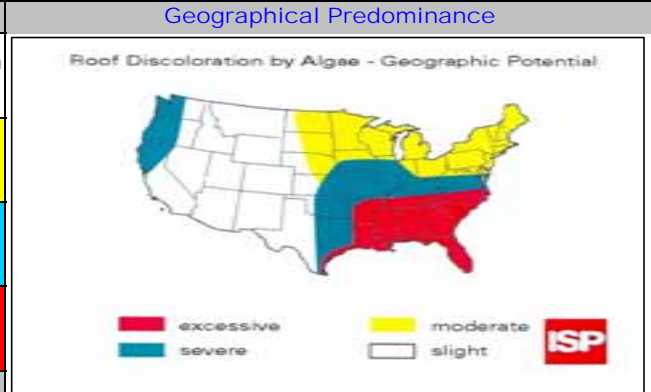 Geographical Predominance
Roof Discoloration by Algae - Geographic Potential
excessive
moderate
severe
slight
ISP